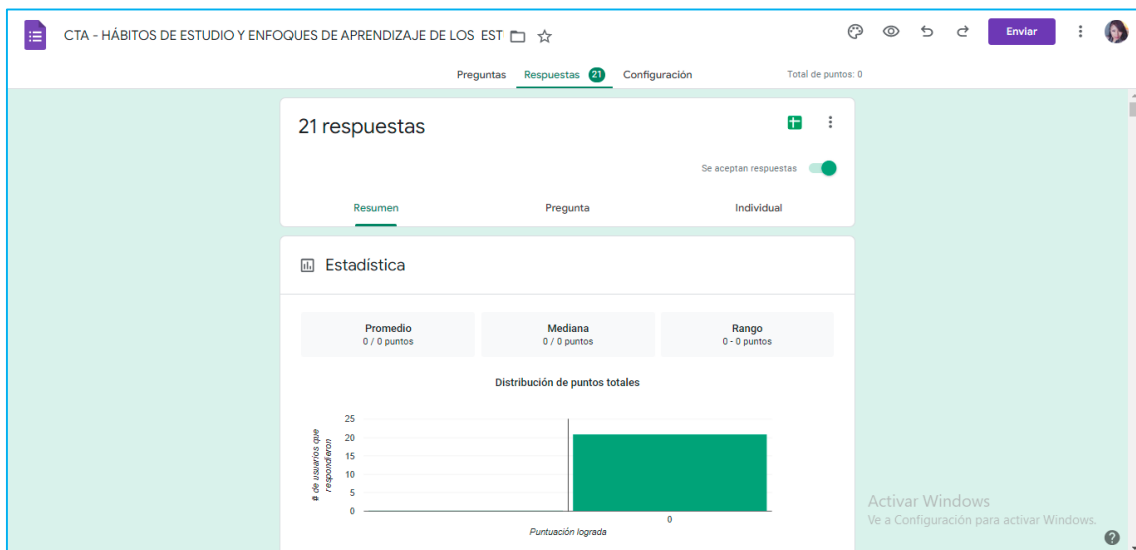 CTA - HÁBITOS DE ESTUDIO Y ENFOQUES DE APRENDIZAJE DE LOS EST
Enviar
Preguntas Respuestas 21 Configuración Total de puntos: 0
21 respuestas
Se aceptan respuestas
Resumen Pregunta Individual
Estadística
Promedio Mediana Rango
0 / 0 puntos 0 / 0 puntos 0 - 0 puntos
Distribución de puntos totales
# de usuarios que
respondieron
25
20
15
10
5
0
0
Puntuación lograda
Activar Windows
Ve a Configuración para activar Windows.